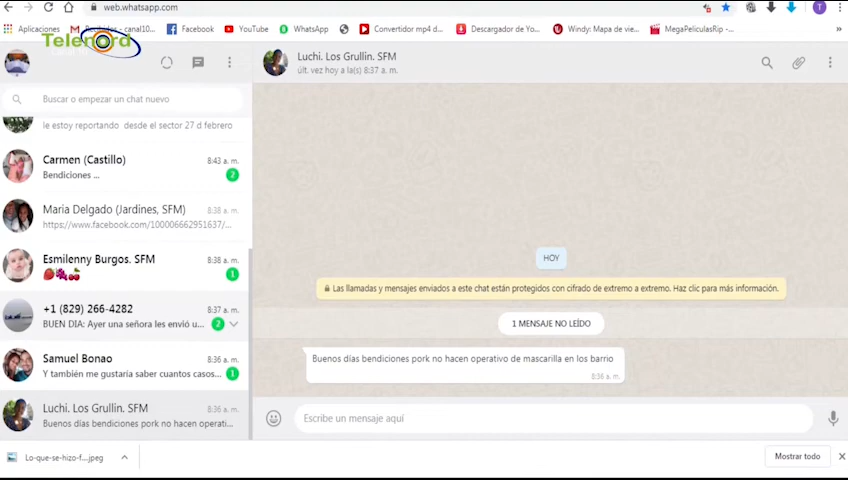 web.whatsapp.com
Aplicaciones
canal10...
Facebook
YouTube
WhatsApp
Convertidor mp4 d...
Descargador de You...
Windy: Mapa de vie...
MegaPeliculasRip -...
»
Telenord
T
Buscar o empezar un chat nuevo
le estoy reportando desde el sector 27 d febrero
Carmen (Castillo)
8:43 a. m.
Bendiciones ...
2
Maria Delgado (Jardines, SFM)
8:38 a. m.
https://www.facebook.com/100006662951637/...
Esmilenny Burgos. SFM
8:38 a. m.
🍓🍇🍒
1
+1 (829) 266-4282
8:37 a. m.
BUEN DIA: Ayer una señora les envió u...
2
Samuel Bonao
8:36 a. m.
Y también me gustaría saber cuantos casos...
1
Luchi. Los Grullin. SFM
8:36 a. m.
Buenos días bendiciones pork no hacen operati...
Luchi. Los Grullin. SFM
últ. vez hoy a la(s) 8:37 a. m.
HOY
Las llamadas y mensajes enviados a este chat están protegidos con cifrado de extremo a extremo. Haz clic para más información.
1 MENSAJE NO LEÍDO
Buenos días bendiciones pork no hacen operativo de mascarilla en los barrio
8:36 a. m.
Escribe un mensaje aquí
Lo-que-se-hizo-f....jpeg
Mostrar todo